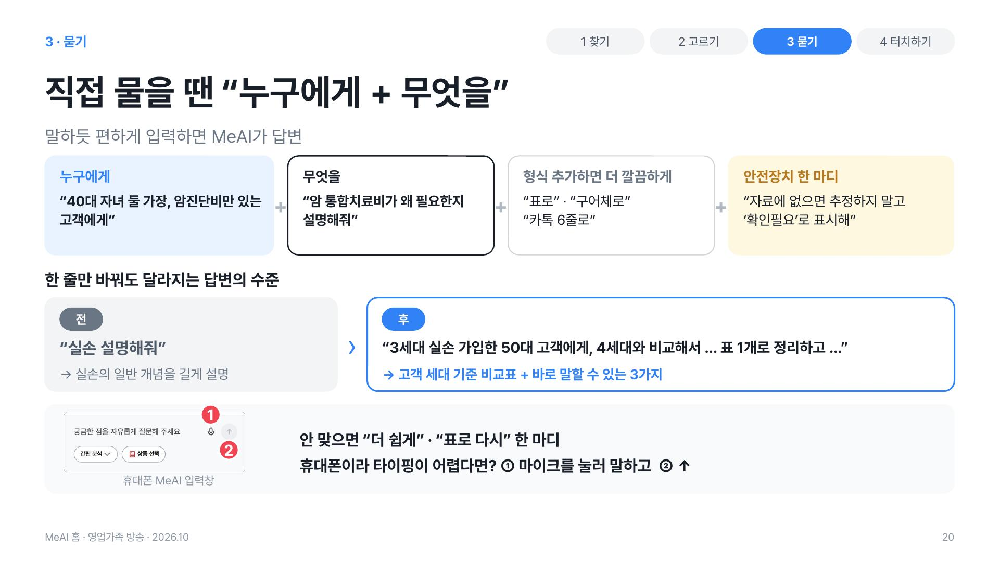 3 · 묻기
1 찾기
2 고르기
3 묻기
4 터치하기
직접 물을 땐 “누구에게 + 무엇을”
말하듯 편하게 입력하면 MeAI가 답변
누구에게
“40대 자녀 둘 가장, 암진단비만 있는
고객에게”
+
무엇을
“암 통합치료비가 왜 필요한지
설명해줘”
+
형식 추가하면 더 깔끔하게
“표로” · “구어체로”
“카톡 6줄로”
+
안전장치 한 마디
“자료에 없으면 추정하지 말고
‘확인필요’로 표시해”
한 줄만 바꿔도 달라지는 답변의 수준
전
“실손 설명해줘”
→ 실손의 일반 개념을 길게 설명
›
후
“3세대 실손 가입한 50대 고객에게, 4세대와 비교해서 ... 표 1개로 정리하고 ...”
→ 고객 세대 기준 비교표 + 바로 말할 수 있는 3가지
1
궁금한 점을 자유롭게 질문해 주세요
2
간편 분석
상품 선택
휴대폰 MeAI 입력창
안 맞으면 “더 쉽게” · “표로 다시” 한 마디
휴대폰이라 타이핑이 어렵다면? ① 마이크를 눌러 말하고 ② ↑
MeAI 홈 · 영업가족 방송 · 2026.10
20